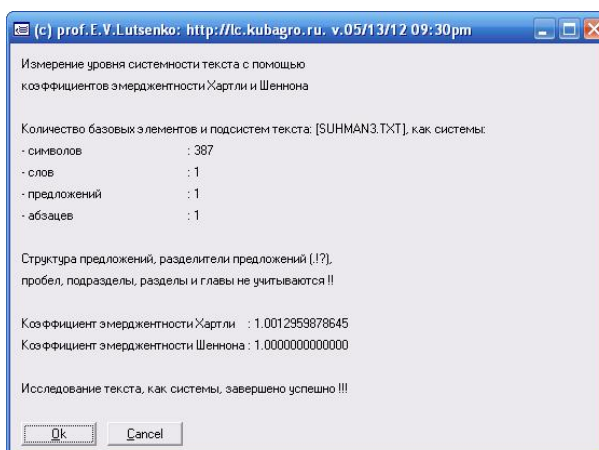 (c) prof.E.V.Lutsenko: http://lc.kubagro.ru. v.05/13/12 09:30pm
Измерение уровня системности текста с помощью
коэффициентов эмерджентности Хартли и Шеннона
Количество базовых элементов и подсистем текста: [SUHMAN3.TXT], как системы:
- символов : 387
- слов : 1
- предложений : 1
- абзацев : 1
Структура предложений, разделители предложений (.!?),
пробел, подразделы, разделы и главы не учитываются !!
Коэффициент эмерджентности Хартли : 1.0012959878645
Коэффициент эмерджентности Шеннона : 1.0000000000000
Исследование текста, как системы, завершено успешно !!!
Ok Cancel